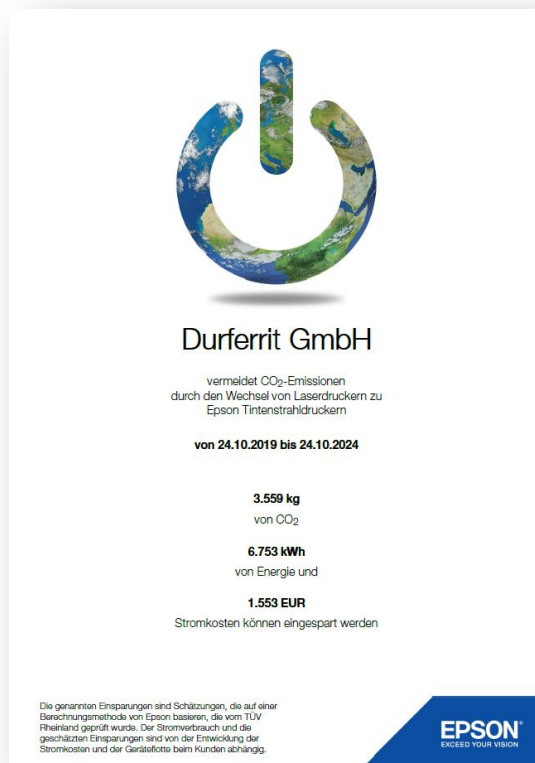 Durferrit GmbH
vermeidet CO₂-Emissionen
durch den Wechsel von Laserdruckern zu
Epson Tintenstrahldruckern
von 24.10.2019 bis 24.10.2024
3.559 kg
von CO₂
6.753 kWh
von Energie und
1.553 EUR
Stromkosten können eingespart werden
Die genannten Einsparungen sind Schätzungen, die auf einer
Berechnungsmethode von Epson basieren, die vom TÜV
Rheinland geprüft wurde. Der Stromverbrauch und die
geschätzten Einsparungen sind von der Entwicklung der
Stromkosten und der Geräteflotte beim Kunden abhängig.
EPSON®
EXCEED YOUR VISION